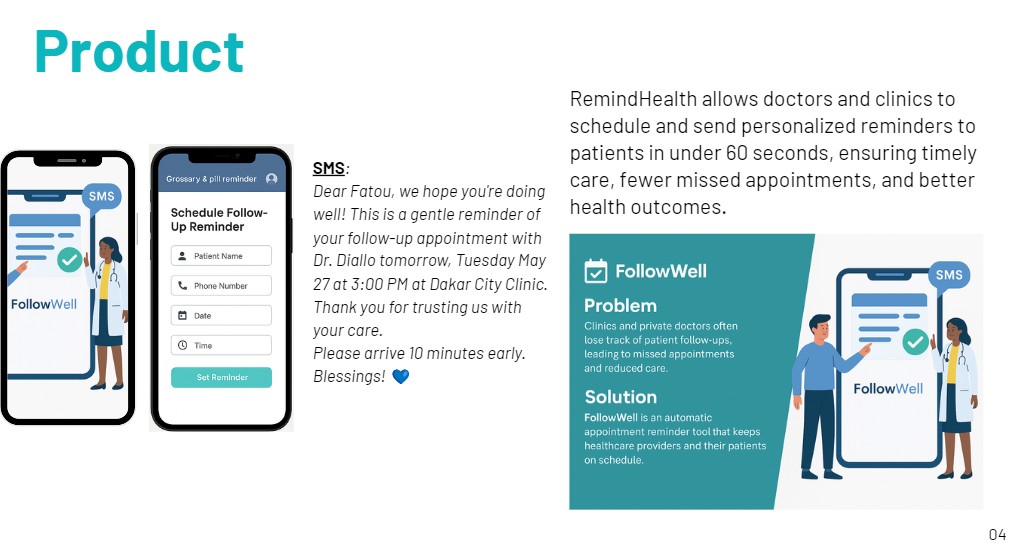 Product
SMS
FollowWell
Grossary & pill reminder
Schedule Follow-
Up Reminder
Patient Name
Phone Number
Date
Time
Set Reminder
SMS:
Dear Fatou, we hope you're doing
well! This is a gentle reminder of
your follow-up appointment with
Dr. Diallo tomorrow, Tuesday May
27 at 3:00 PM at Dakar City Clinic.
Thank you for trusting us with
your care.
Please arrive 10 minutes early.
Blessings! 💙
RemindHealth allows doctors and clinics to
schedule and send personalized reminders to
patients in under 60 seconds, ensuring timely
care, fewer missed appointments, and better
health outcomes.
FollowWell
Problem
Clinics and private doctors often
lose track of patient follow-ups,
leading to missed appointments
and reduced care.
Solution
FollowWell is an automatic
appointment reminder tool that keeps
healthcare providers and their patients
on schedule.
SMS
FollowWell
04